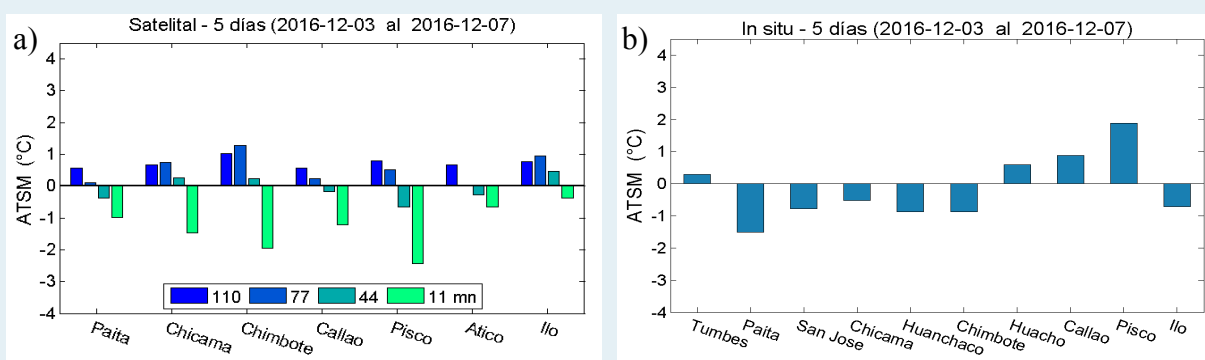 a)
Satelital - 5 días (2016-12-03 al 2016-12-07)
ATSM (°C)
4
3
2
1
0
-1
-2
-3
-4
110 77 44 11 mn
Paita Chicama Chimbote Callao Pisco Atico Ilo
b)
In situ - 5 días (2016-12-03 al 2016-12-07)
ATSM (°C)
4
3
2
1
0
-1
-2
-3
-4
Tumbes Paita San Jose Chicama Huanchaco Chimbote Huacho Callao Pisco Ilo